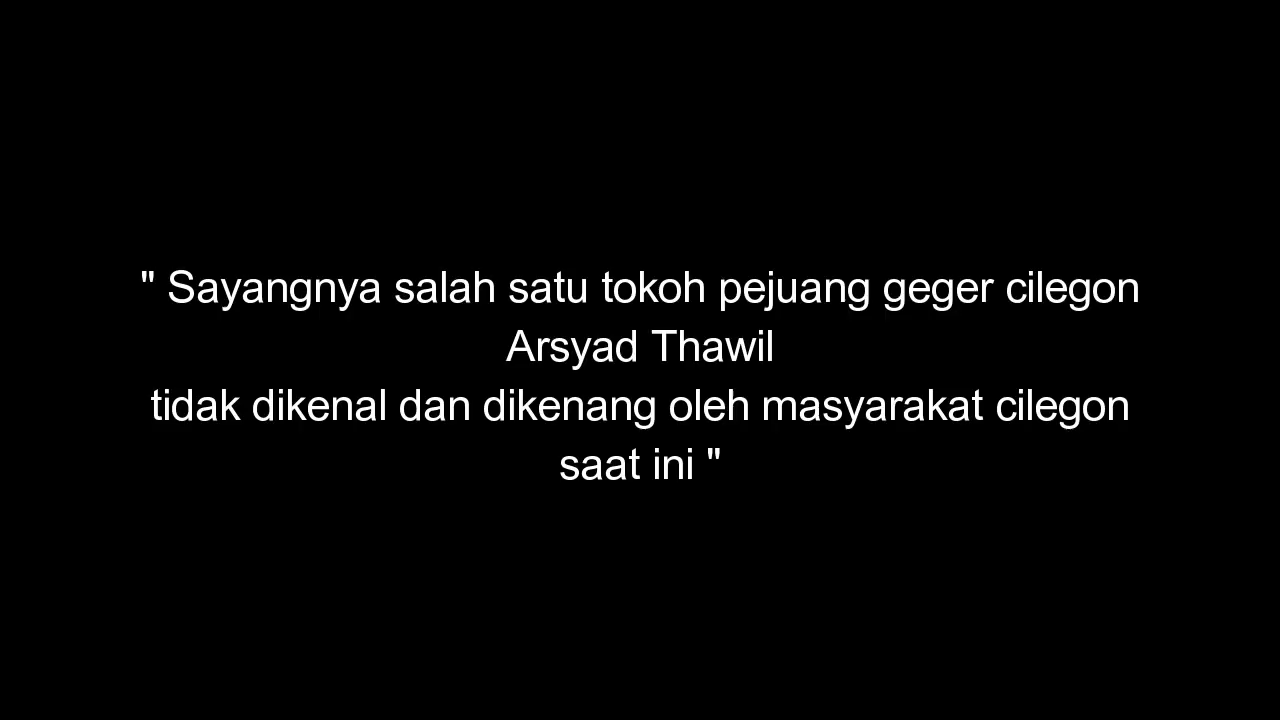 " Sayangnya salah satu tokoh pejuang geger cilegon
Arsyad Thawil
tidak dikenal dan dikenang oleh masyarakat cilegon
saat ini "